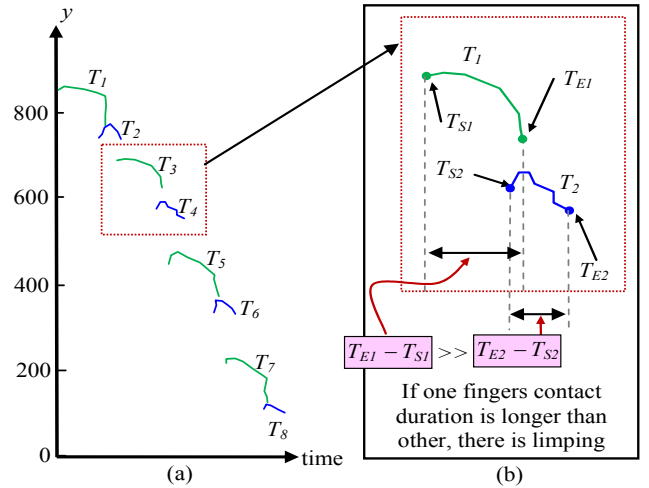 y
800
600
400
200
0
T1
T2
T3
T4
T5
T6
T7
T8
time
(a)
T1
TE1
TS1
TS2
T2
TE2
TE1 – TS1 >> TE2 – TS2
If one fingers contact
duration is longer than
other, there is limping
(b)